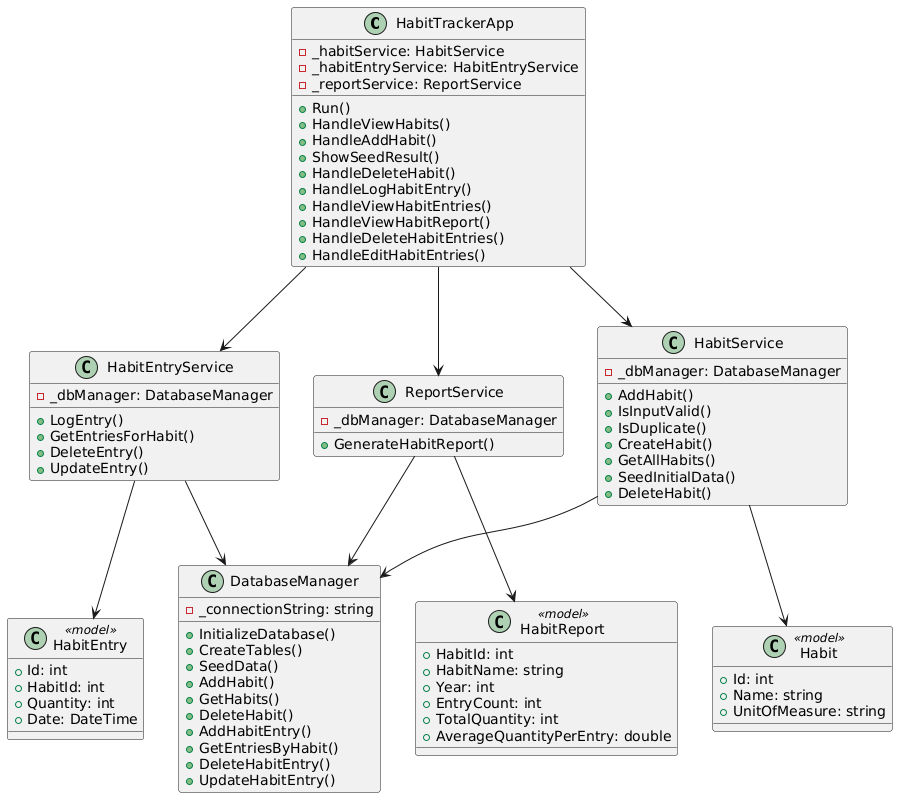 C HabitTrackerApp
_habitService: HabitService
_habitEntryService: HabitEntryService
_reportService: ReportService
Run()
HandleViewHabits()
HandleAddHabit()
ShowSeedResult()
HandleDeleteHabit()
HandleLogHabitEntry()
HandleViewHabitEntries()
HandleViewHabitReport()
HandleDeleteHabitEntries()
HandleEditHabitEntries()
C HabitEntryService
_dbManager: DatabaseManager
LogEntry()
GetEntriesForHabit()
DeleteEntry()
UpdateEntry()
C ReportService
_dbManager: DatabaseManager
GenerateHabitReport()
C HabitService
_dbManager: DatabaseManager
AddHabit()
IsInputValid()
IsDuplicate()
CreateHabit()
GetAllHabits()
SeedInitialData()
DeleteHabit()
C «model»
HabitEntry
Id: int
HabitId: int
Quantity: int
Date: DateTime
C DatabaseManager
_connectionString: string
InitializeDatabase()
CreateTables()
SeedData()
AddHabit()
GetHabits()
DeleteHabit()
AddHabitEntry()
GetEntriesByHabit()
DeleteHabitEntry()
UpdateHabitEntry()
C «model»
HabitReport
HabitId: int
HabitName: string
Year: int
EntryCount: int
TotalQuantity: int
AverageQuantityPerEntry: double
C «model»
Habit
Id: int
Name: string
UnitOfMeasure: string